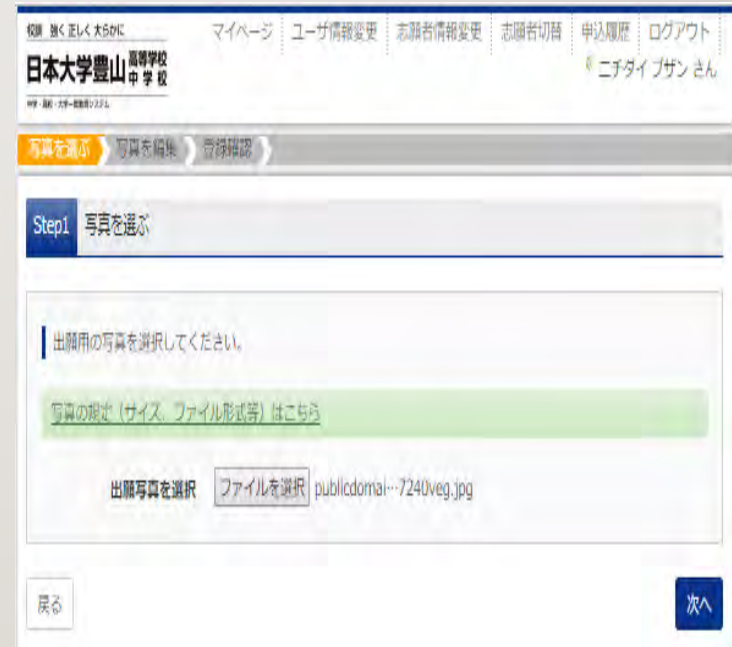 校訓 強く 正しく 大らかに
日本大学豊山 高等学校 中学校
マイページ ユーザ情報変更 志願者情報変更 志願者切替 申込履歴 ログアウト
ニチダイ ブザン さん
写真を選ぶ 写真を編集 登録確認
Step1 写真を選ぶ
出願用の写真を選択してください。
写真の規定（サイズ、ファイル形式等）はこちら
出願写真を選択 ファイルを選択 publicdomai…7240veg.jpg
戻る 次へ